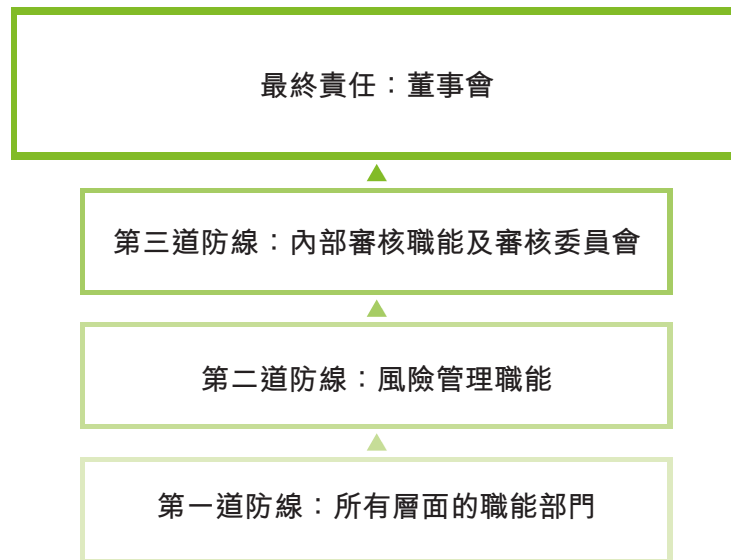 最終責任：董事會
第三道防線：內部審核職能及審核委員會
第二道防線：風險管理職能
第一道防線：所有層面的職能部門